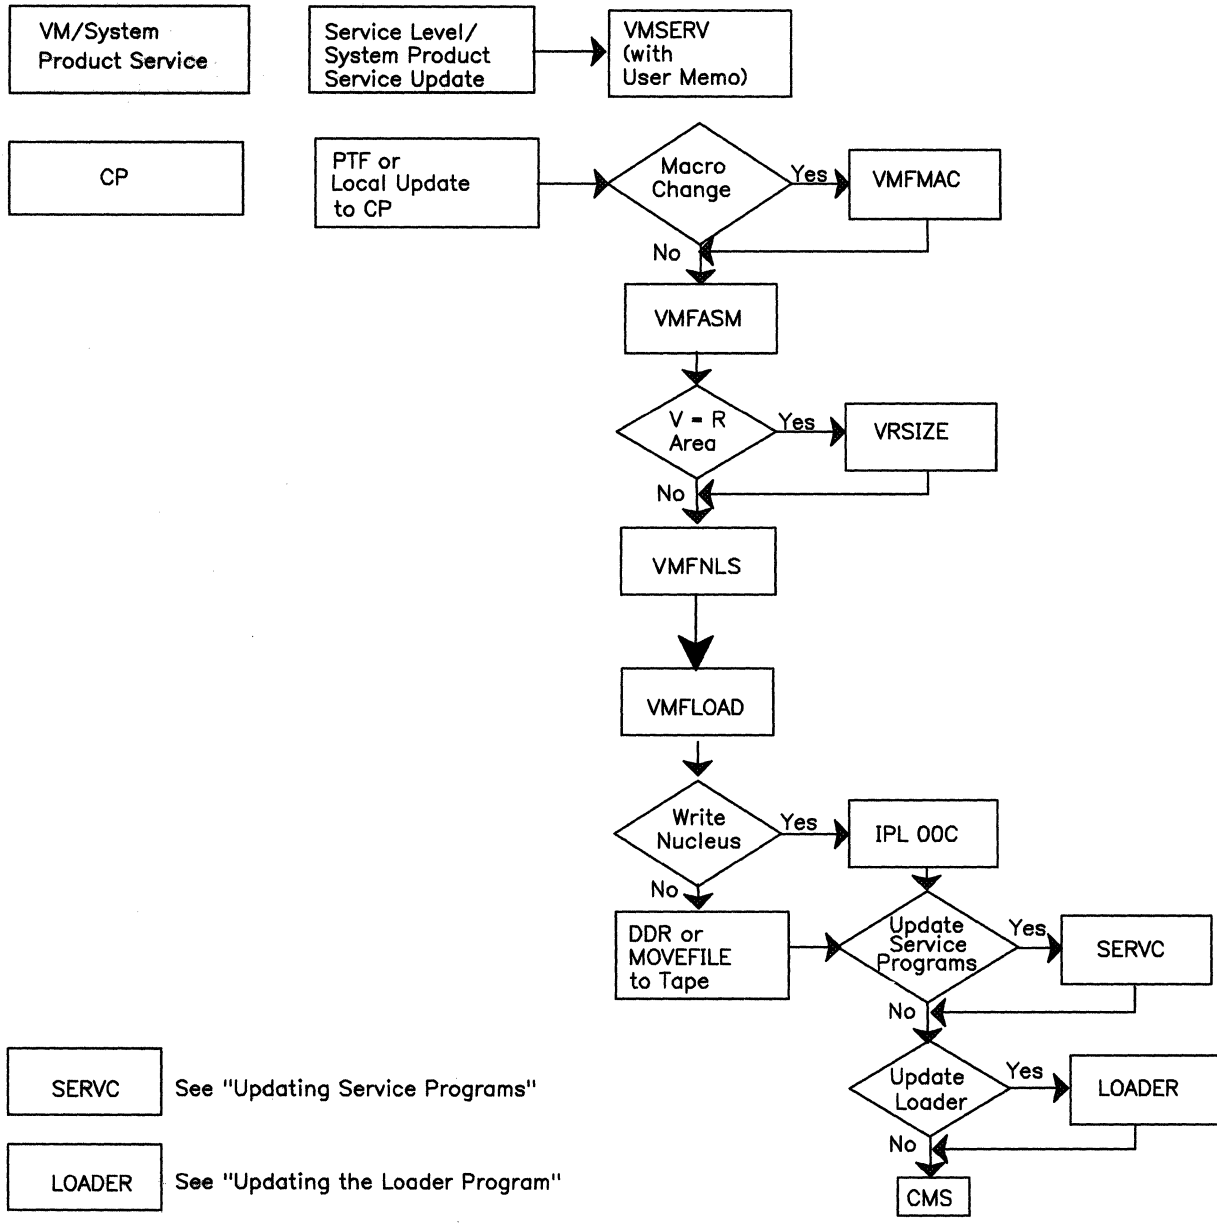 VM/System
Product Service
Service Level/
System Product
Service Update
VMSERV
(with
User Memo)
CP
PTF or
Local Update
to CP
Macro
Change
Yes
VMFMAC
No
VMFASM
V = R
Area
Yes
VRSIZE
No
VMFNLS
VMFLOAD
Write
Nucleus
Yes
IPL 00C
No
DDR or
MOVEFILE
to Tape
Update
Service
Programs
Yes
SERVC
No
SERVC
See "Updating Service Programs"
Update
Loader
Yes
LOADER
No
LOADER
See "Updating the Loader Program"
CMS